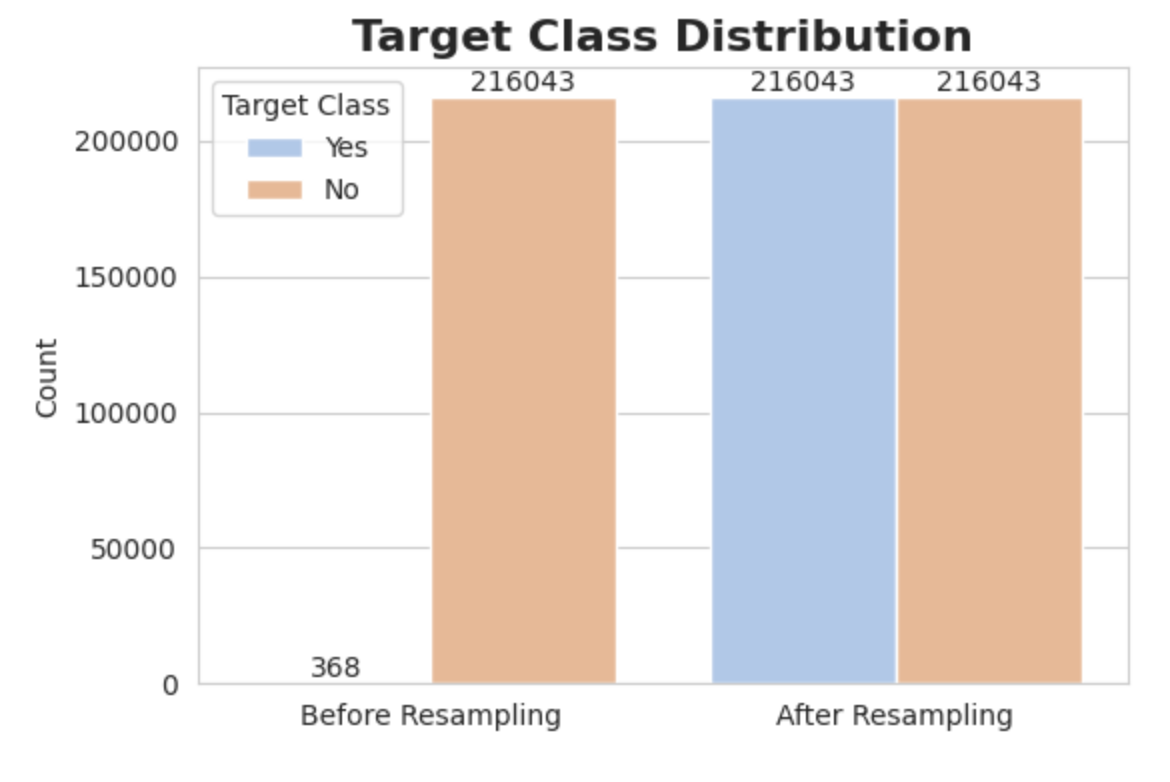 Target Class Distribution
216043 216043 216043
Target Class
Yes
No
200000
150000
100000
50000
0
Count
368
Before Resampling After Resampling